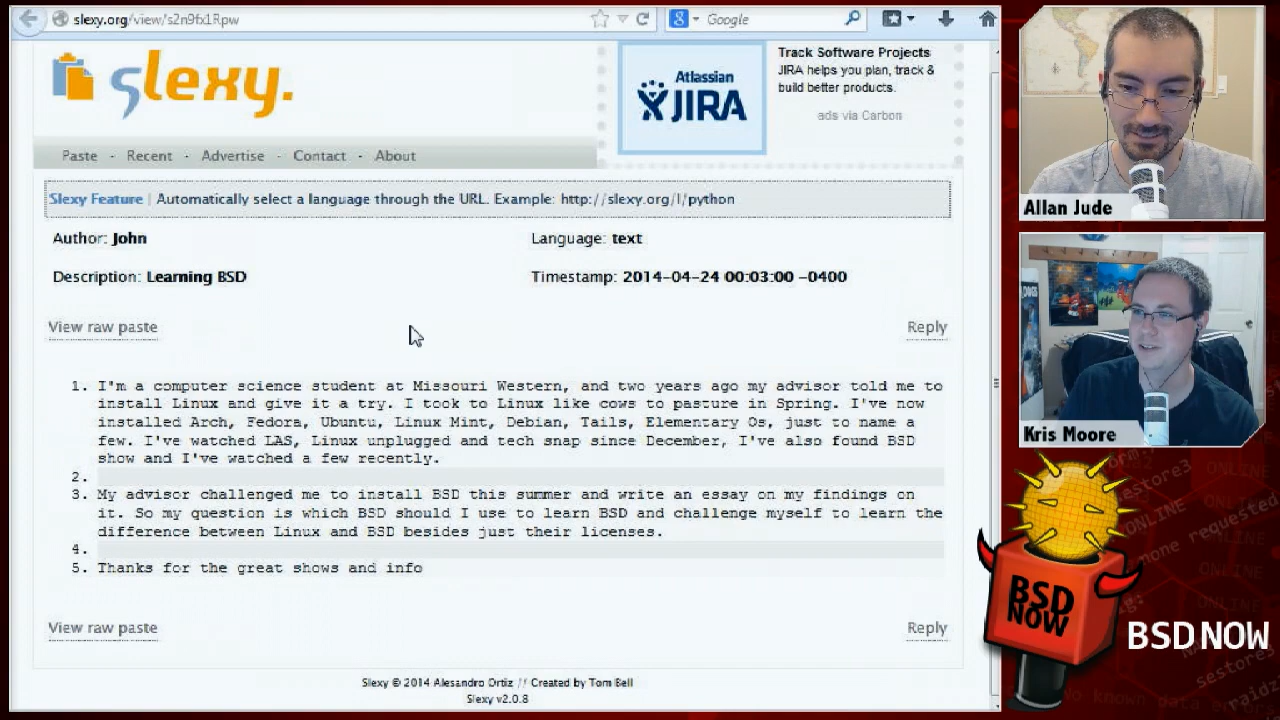 slexy.org/view/s2n9fx1Rpw
Google
slexy.
Atlassian
JIRA
Track Software Projects
JIRA helps you plan, track &
build better products.
ads via Carbon
Paste - Recent - Advertise - Contact - About
Slexy Feature | Automatically select a language through the URL. Example: http://slexy.org/l/python
Author: John
Language: text
Description: Learning BSD
Timestamp: 2014-04-24 00:03:00 -0400
View raw paste
Reply
1. I'm a computer science student at Missouri Western, and two years ago my advisor told me to
install Linux and give it a try. I took to Linux like cows to pasture in Spring. I've now
installed Arch, Fedora, Ubuntu, Linux Mint, Debian, Tails, Elementary Os, just to name a
few. I've watched LAS, Linux unplugged and tech snap since December, I've also found BSD
show and I've watched a few recently.
2.
3. My advisor challenged me to install BSD this summer and write an essay on my findings on
it. So my question is which BSD should I use to learn BSD and challenge myself to learn the
difference between Linux and BSD besides just their licenses.
4.
5. Thanks for the great shows and info
View raw paste
Reply
Slexy © 2014 Alesandro Ortiz // Created by Tom Bell
Slexy v2.0.8
Allan Jude
Kris Moore
BSD
NOW
BSD NOW